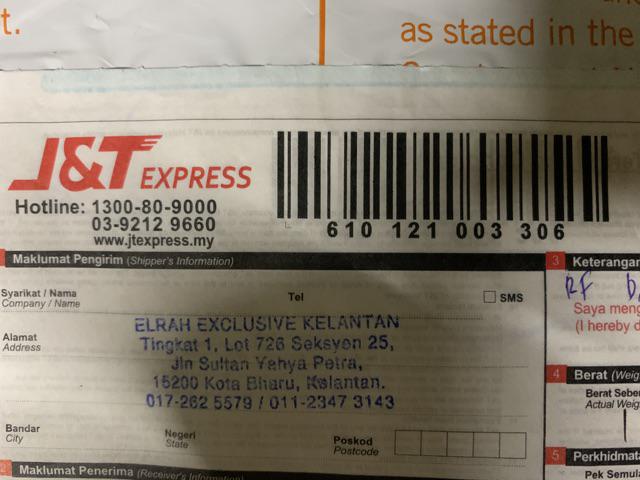 t.
as stated in the
J&T EXPRESS
Hotline: 1300-80-9000
03-9212 9660
www.jtexpress.my
610 121 003 306
Maklumat Pengirim (Shipper's Information)
3 Keterangan
Syarikat / Nama
Company / Name
Tel
SMS
RF
Saya meng
(I hereby d
ELRAH EXCLUSIVE KELANTAN
Alamat
Address
Tingkat 1, Lot 726 Seksyen 25,
Jln Sultan Yahya Petra,
15200 Kota Bharu, Kelantan.
017-262 5579 / 011-2347 3143
4 Berat (Weig
Berat Sebe
Actual Weig
Bandar
City
Negeri
State
Poskod
Postcode
2 Maklumat Penerima (Receiver's Information)
5 Perkhidmata
Pek Semula